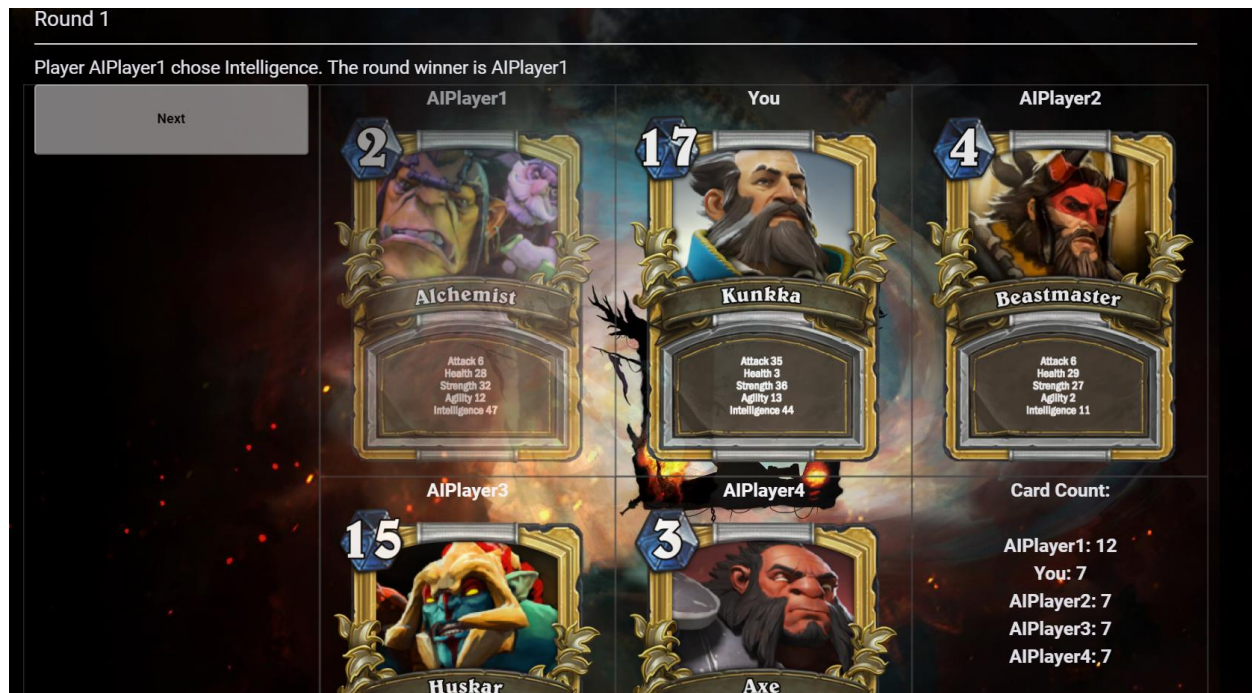 Round 1
Player AIPlayer1 chose Intelligence. The round winner is AIPlayer1
Next
AIPlayer1
2
Alchemist
Attack 6
Health 28
Strength 32
Agility 12
Intelligence 47
You
17
Kunkka
Attack 35
Health 3
Strength 36
Agility 13
Intelligence 44
AIPlayer2
4
Beastmaster
Attack 6
Health 29
Strength 27
Agility 2
Intelligence 11
AIPlayer3
15
Huskar
AIPlayer4
3
Axe
Card Count:
AIPlayer1: 12
You: 7
AIPlayer2: 7
AIPlayer3: 7
AIPlayer4: 7